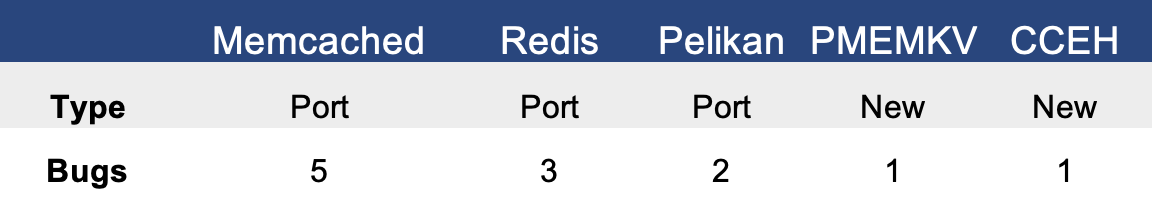 Memcached Redis Pelikan PMEMKV CCEH
Type Port Port Port New New
Bugs 5 3 2 1 1